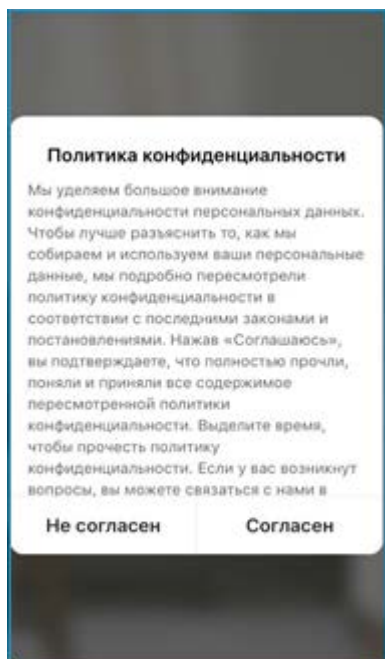 Политика конфиденциальности
Мы уделяем большое внимание
конфиденциальности персональных данных.
Чтобы лучше разъяснить то, как мы
собираем и используем ваши персональные
данные, мы подробно пересмотрели
политику конфиденциальности в
соответствии с последними законами и
постановлениями. Нажав «Соглашаюсь»,
вы подтверждаете, что полностью прочли,
поняли и приняли все содержимое
пересмотренной политики
конфиденциальности. Выделите время,
чтобы прочесть политику
конфиденциальности. Если у вас возникнут
вопросы, вы можете связаться с нами в
Не согласен Согласен